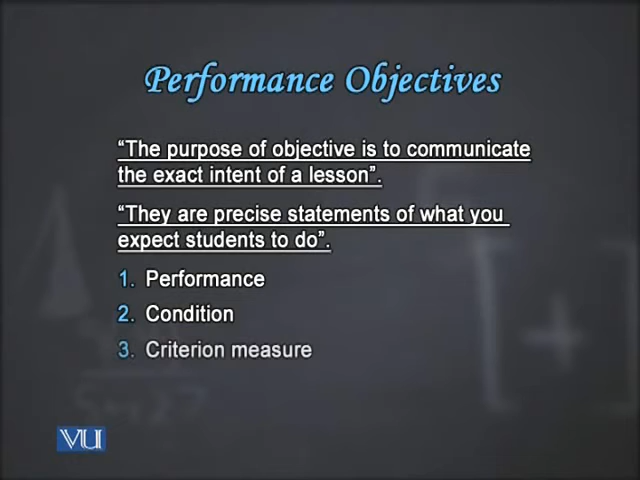 Performance Objectives
“The purpose of objective is to communicate
the exact intent of a lesson”.
“They are precise statements of what you
expect students to do”.
1. Performance
2. Condition
3. Criterion measure
VU